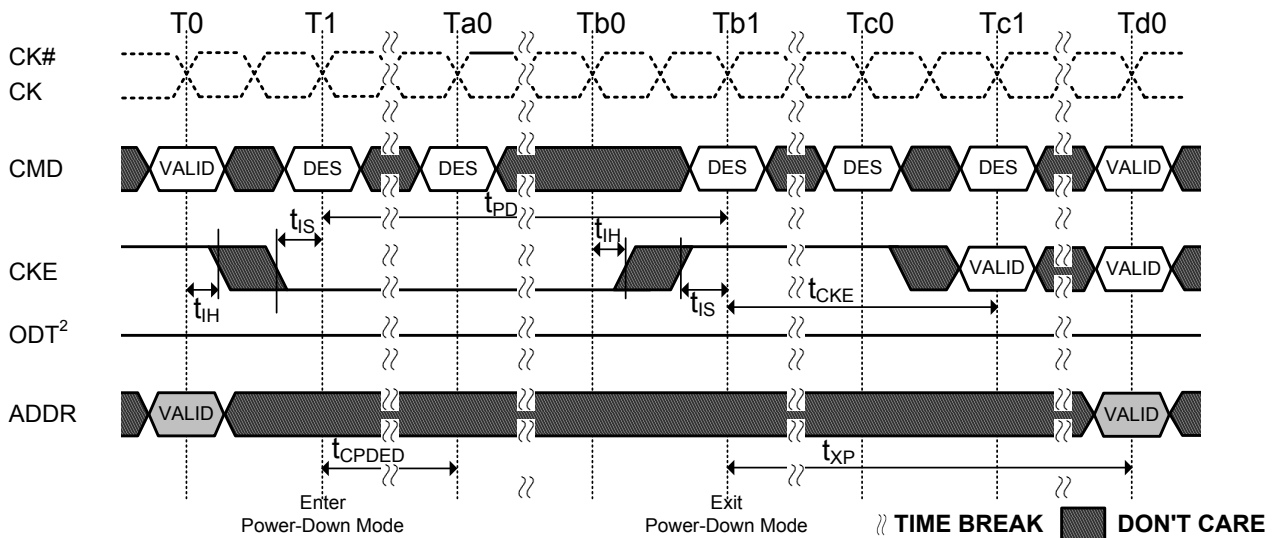 T0 T1 Ta0 Tb0 Tb1 Tc0 Tc1 Td0
CK#
CK
CMD VALID DES DES DES DES DES VALID
tPD
tIS tIH
CKE VALID VALID
tIH tIS tCKE
ODT2
ADDR VALID VALID
tCPDED tXP
Enter
Power-Down Mode
Exit
Power-Down Mode
TIME BREAK DON'T CARE